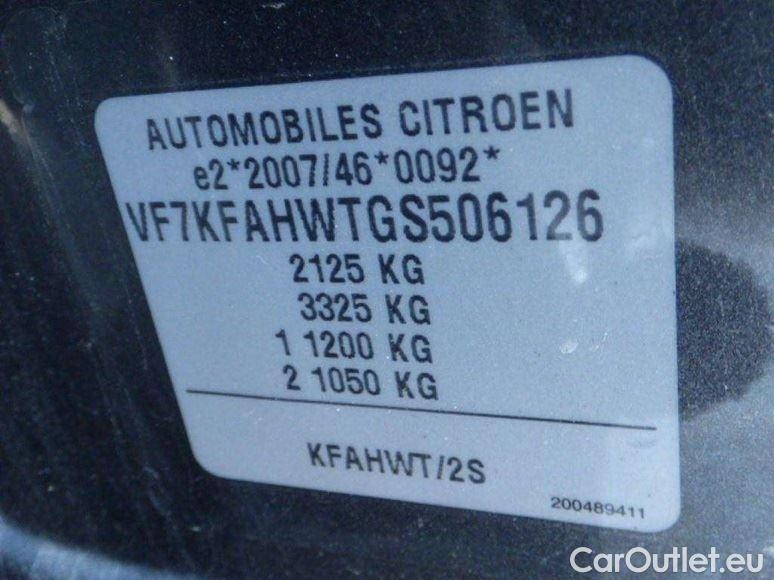 AUTOMOBILES CITROEN
e2*2007/46*0092*
VF7KFAHWTGS506126
2125 KG
3325 KG
1 1200 KG
2 1050 KG
KFAHWT/2S
200489411
CarOutlet.eu